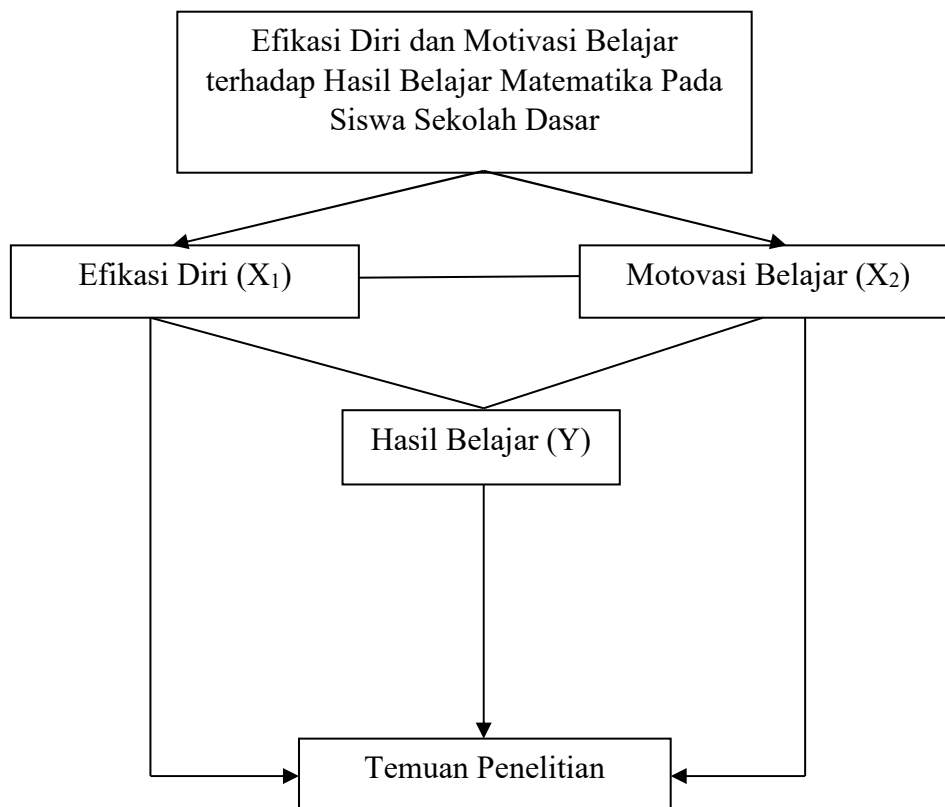 Efikasi Diri dan Motivasi Belajar
terhadap Hasil Belajar Matematika Pada
Siswa Sekolah Dasar
Efikasi Diri (X₁)
Motovasi Belajar (X₂)
Hasil Belajar (Y)
Temuan Penelitian